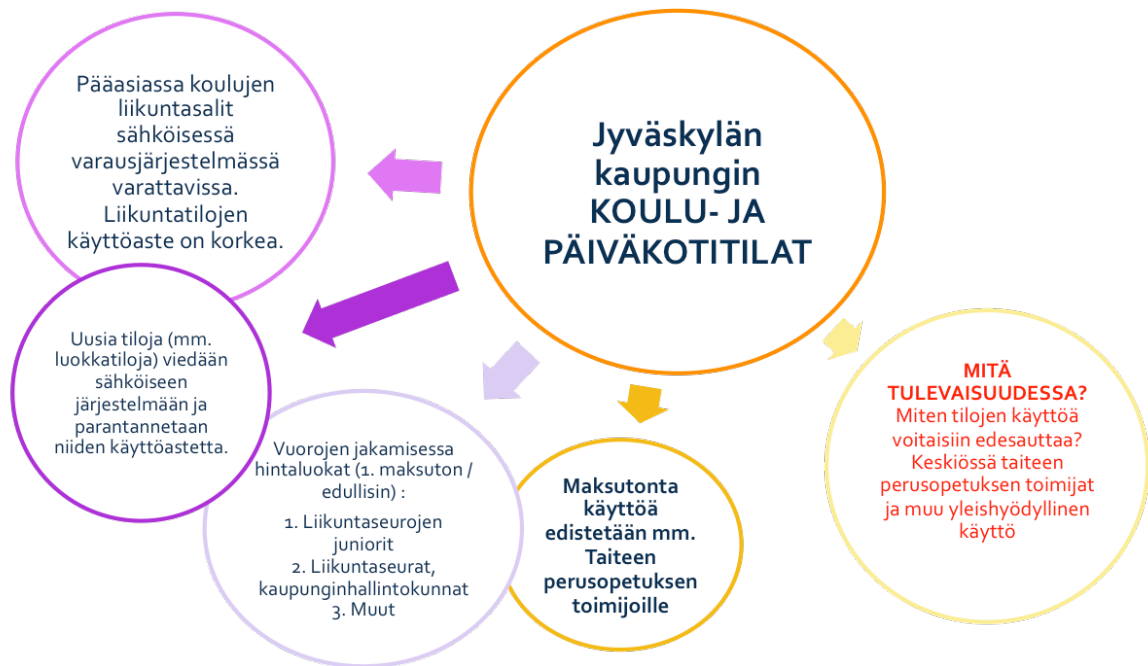 Jyväskylän
kaupungin
KOULU- JA
PÄIVÄKOTITILAT
Pääasiassa koulujen
liikuntasalit
sähköisessä
varausjärjestelmässä
varattavissa.
Liikuntatilojen
käyttöaste on korkea.
Uusia tiloja (mm.
luokkatiloja) viedään
sähköiseen
järjestelmään ja
parantannetaan
niiden käyttöastetta.
Vuorojen jakamisessa
hintaluokat (1. maksuton /
edullisin) :
1. Liikuntaseurojen
juniorit
2. Liikuntaseurat,
kaupunginhallintokunnat
3. Muut
Maksutonta
käyttöä
edistetään mm.
Taiteen
perusopetuksen
toimijoille
MITÄ
TULEVAISUUDESSA?
Miten tilojen käyttöä
voitaisiin edesauttaa?
Keskiössä taiteen
perusopetuksen toimijat
ja muu yleishyödyllinen
käyttö